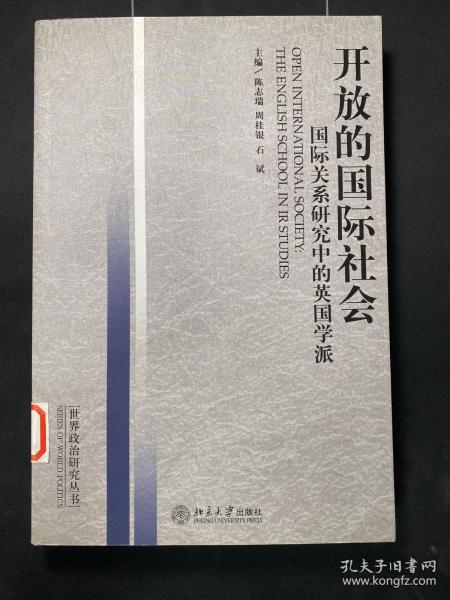 开放的国际社会
国际关系研究中的英国学派
OPEN INTERNATIONAL SOCIETY:
THE ENGLISH SCHOOL IN IR STUDIES
主编/陈志瑞 周桂银 石 斌
[世界政治研究丛书]
SERIES OF WORLD POLITICS
北京大学出版社
PEKING UNIVERSITY PRESS
孔夫子旧书网
www.kongfz.com